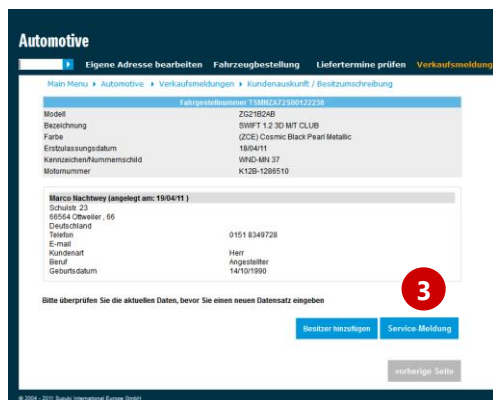 Automotive
Eigene Adresse bearbeiten Fahrzeugbestellung Liefertermine prüfen Verkaufsmeldung
Main Menu Automotive Verkaufsmeldungen Kundenauskunft / Besitzumschreibung
Fahrgestellnummer TSMNZA72S00122230
Modell ZG21B2AB
Bezeichnung SWIFT 1.2 3D M/T CLUB
Farbe (ZCE) Cosmic Black Pearl Metallic
Erstzulassungsdatum 18/04/11
Kennzeichen/Nummernschild WND-MN 37
Motornummer K12B-1286510
Marco Nachtwey (angelegt am: 19/04/11 )
Schulstr. 23
66564 Ottweiler , 66
Deutschland
Telefon 0151 8349728
E-mail
Kundenart Herr
Beruf Angestellter
Geburtsdatum 14/10/1990
3
Bitte überprüfen Sie die aktuellen Daten, bevor Sie einen neuen Datensatz eingeben
Besitzer hinzufügen Service-Meldung
vorherige Seite
© 2004 - 2011 Suzuki International Europe GmbH